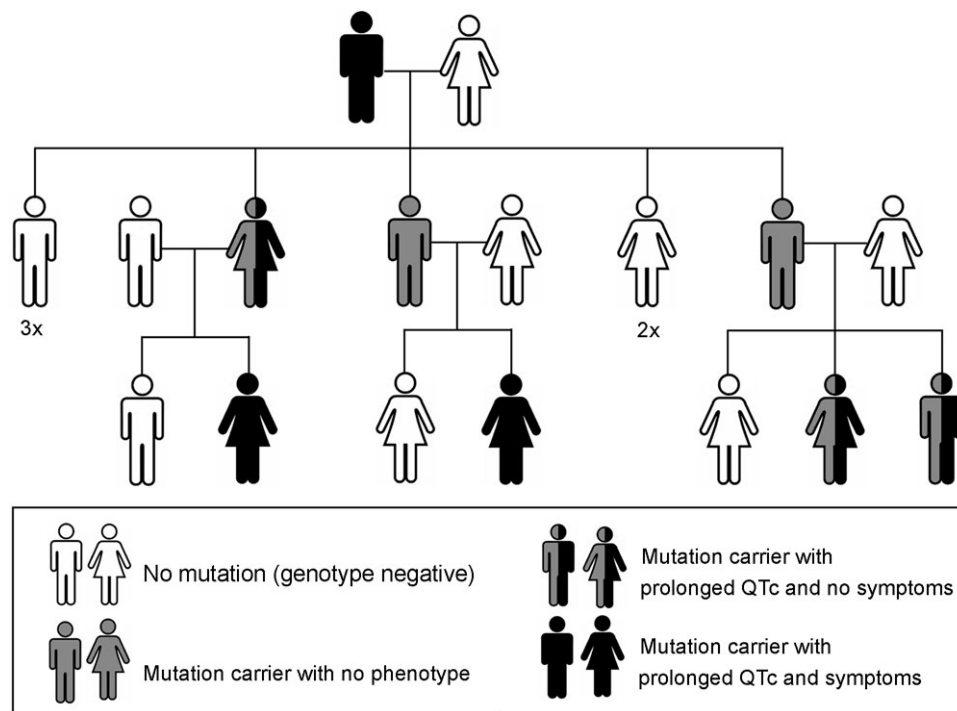 3x
2x
No mutation (genotype negative)
Mutation carrier with no phenotype
Mutation carrier with
prolonged QTc and no symptoms
Mutation carrier with
prolonged QTc and symptoms